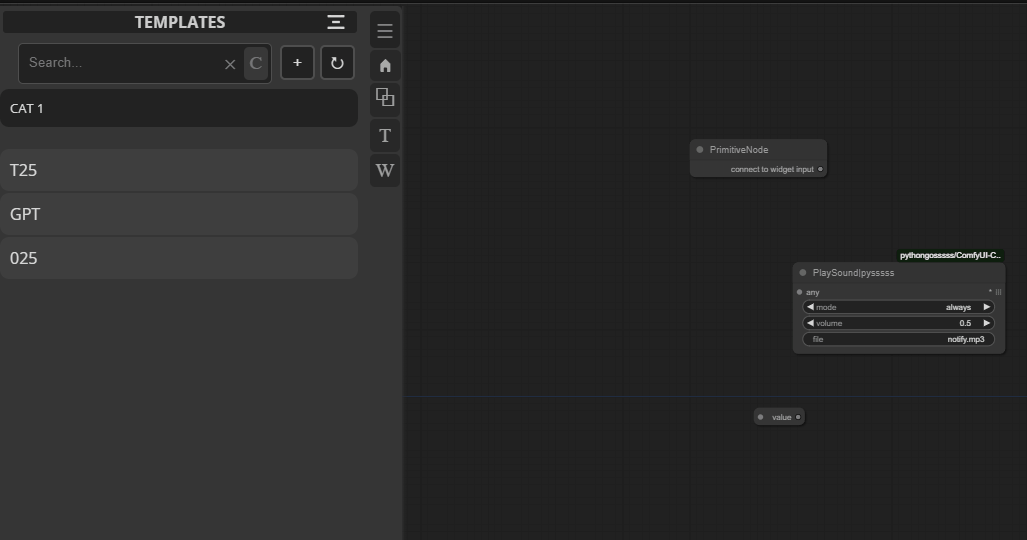 TEMPLATES
Search...
C
+
CAT 1
T25
GPT
025
T
W
PrimitiveNode
connect to widget input
pythongosssss/ComfyUI-C..
PlaySound|pysssss
any
mode always
volume 0.5
file notify.mp3
value